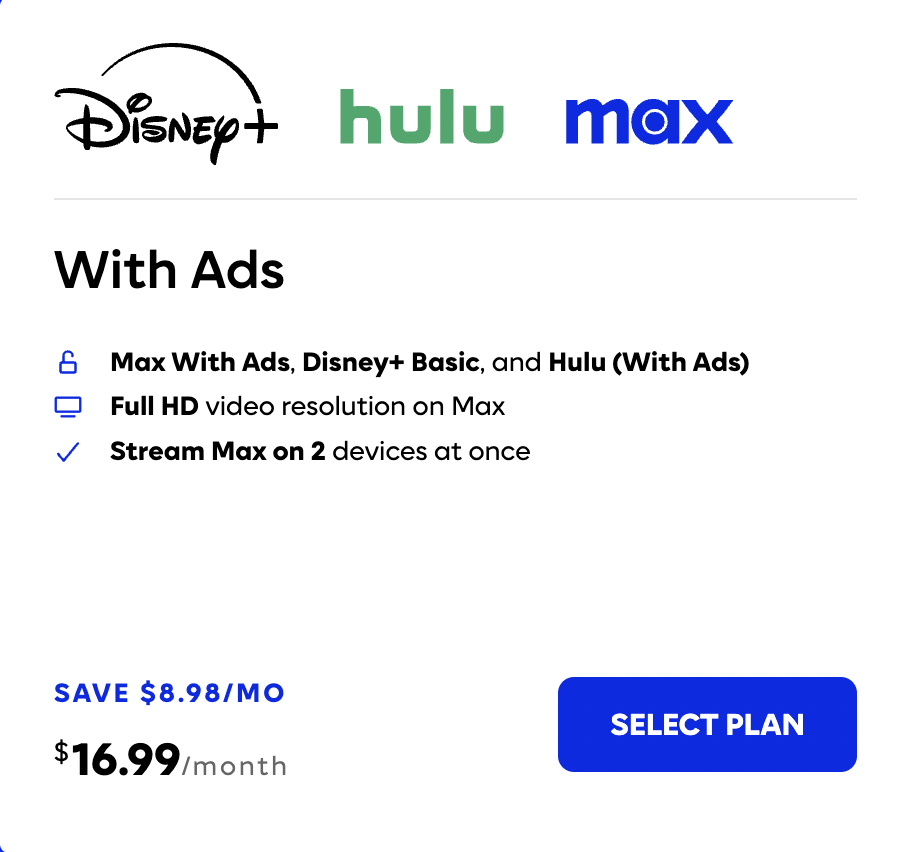 Disney+ hulu max
With Ads
Max With Ads, Disney+ Basic, and Hulu (With Ads)
Full HD video resolution on Max
Stream Max on 2 devices at once
SAVE $8.98/MO
$16.99/month
SELECT PLAN